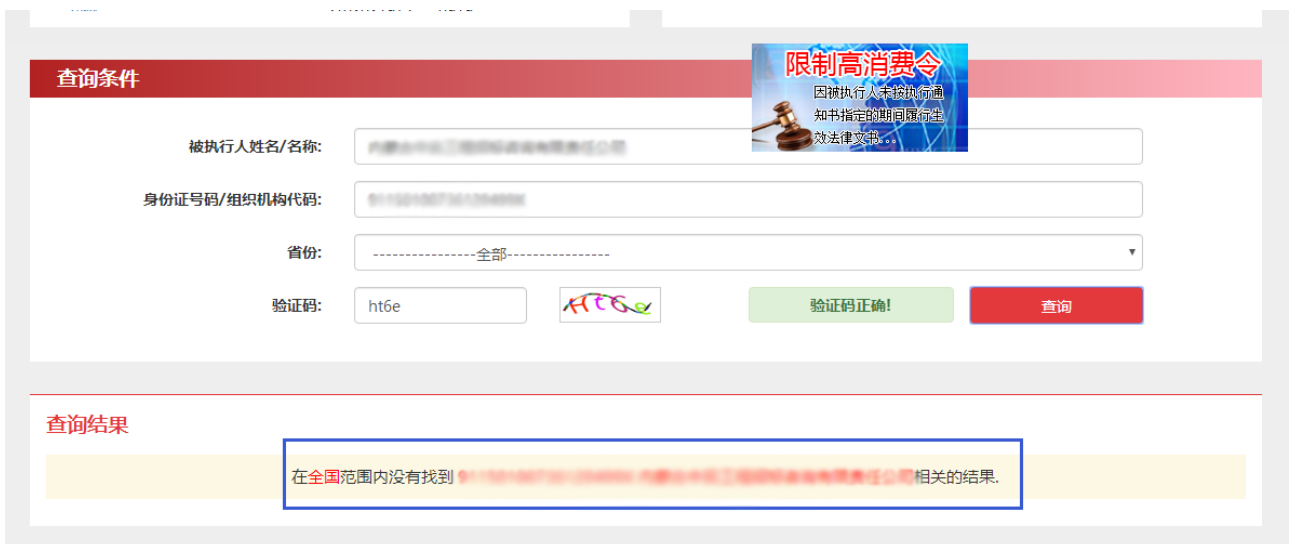 查询条件
限制高消费令
因被执行人未按执行通
知书指定的期间履行生
效法律文书...
被执行人姓名/名称:
身份证号码/组织机构代码:
省份:
----------------全部----------------
验证码:
ht6e
Ht6e
验证码正确!
查询
查询结果
在全国范围内没有找到
相关的结果.